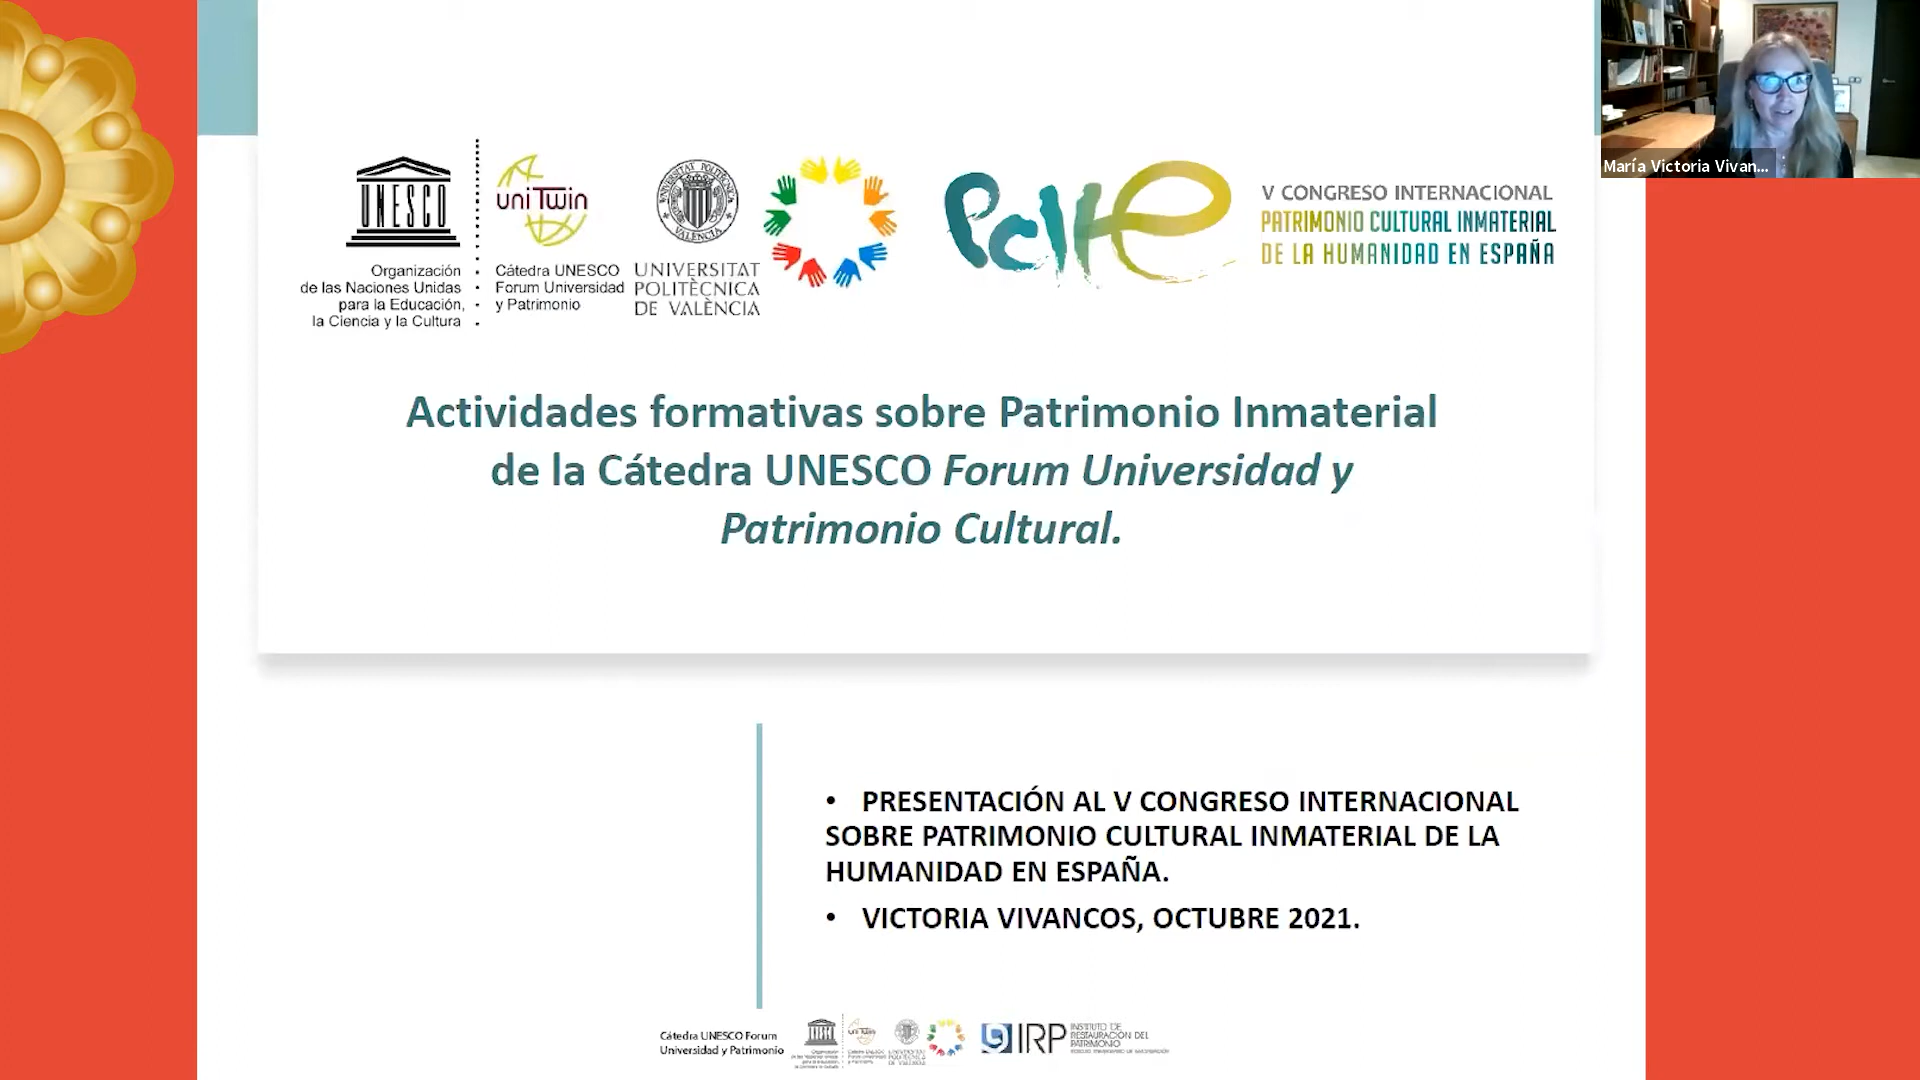 María Victoria Vivan...
UNESCO
uniTwin
UNIVERSITAT POLITÈCNICA
VALÈNCIA
Organización
de las Naciones Unidas
para la Educación,
la Ciencia y la Cultura
Cátedra UNESCO
Forum Universidad
y Patrimonio
UNIVERSITAT
POLITÈCNICA
DE VALÈNCIA
V CONGRESO INTERNACIONAL
PATRIMONIO CULTURAL INMATERIAL
DE LA HUMANIDAD EN ESPAÑA
Actividades formativas sobre Patrimonio Inmaterial
de la Cátedra UNESCO Forum Universidad y
Patrimonio Cultural.
• PRESENTACIÓN AL V CONGRESO INTERNACIONAL
SOBRE PATRIMONIO CULTURAL INMATERIAL DE LA
HUMANIDAD EN ESPAÑA.
• VICTORIA VIVANCOS, OCTUBRE 2021.
Cátedra UNESCO Forum
Universidad y Patrimonio
IRP
INSTITUTO DE
RESTAURACIÓN DEL
PATRIMONIO